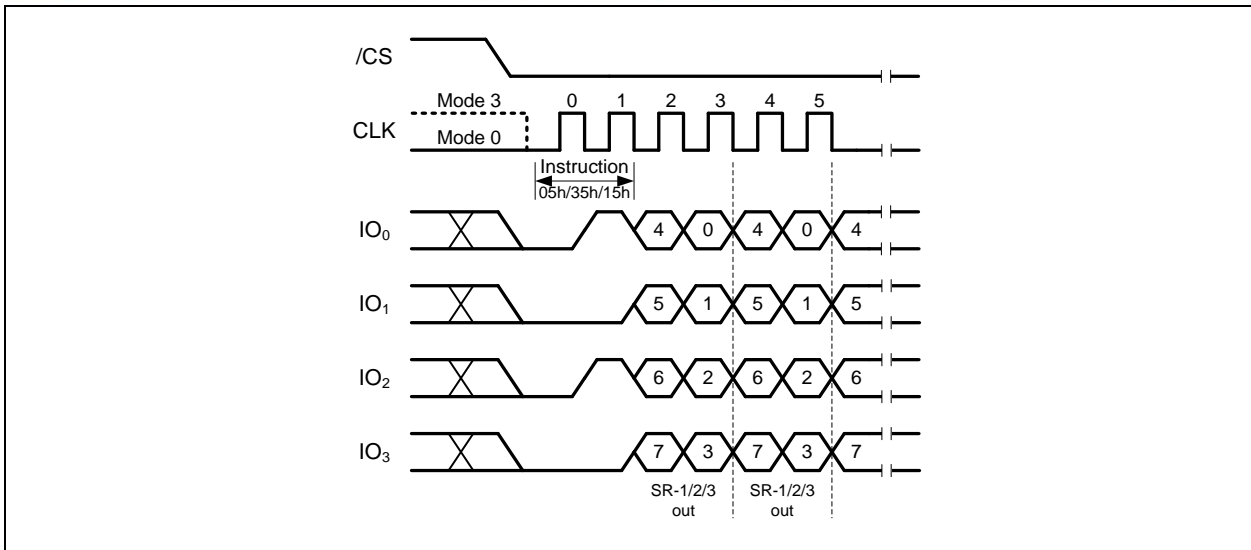 /CS
Mode 3 0 1 2 3 4 5
CLK
Mode 0
Instruction
05h/35h/15h
IO₀ 4 0 4 0 4
IO₁ 5 1 5 1 5
IO₂ 6 2 6 2 6
IO₃ 7 3 7 3 7
SR-1/2/3 SR-1/2/3
out out